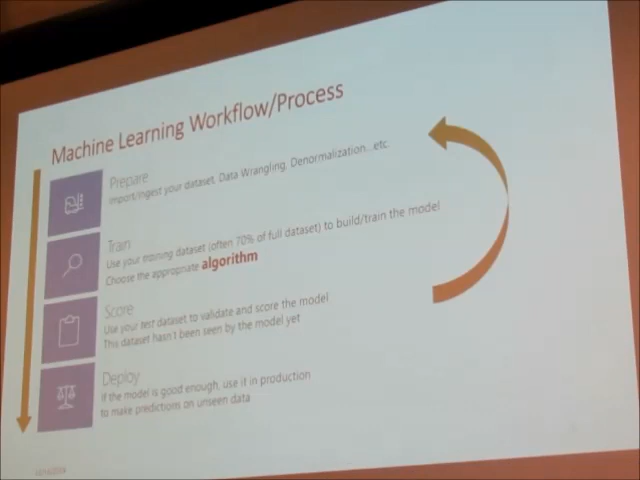 Machine Learning Workflow/Process
Prepare
Import/Ingest your dataset, Data Wrangling, Denormalization...etc.
Train
Use your training dataset (often 70% of full dataset) to build/train the model
Choose the appropriate algorithm
Score
Use your test dataset to validate and score the model
This dataset hasn't been seen by the model yet
Deploy
If the model is good enough, use it in production
to make predictions on unseen data